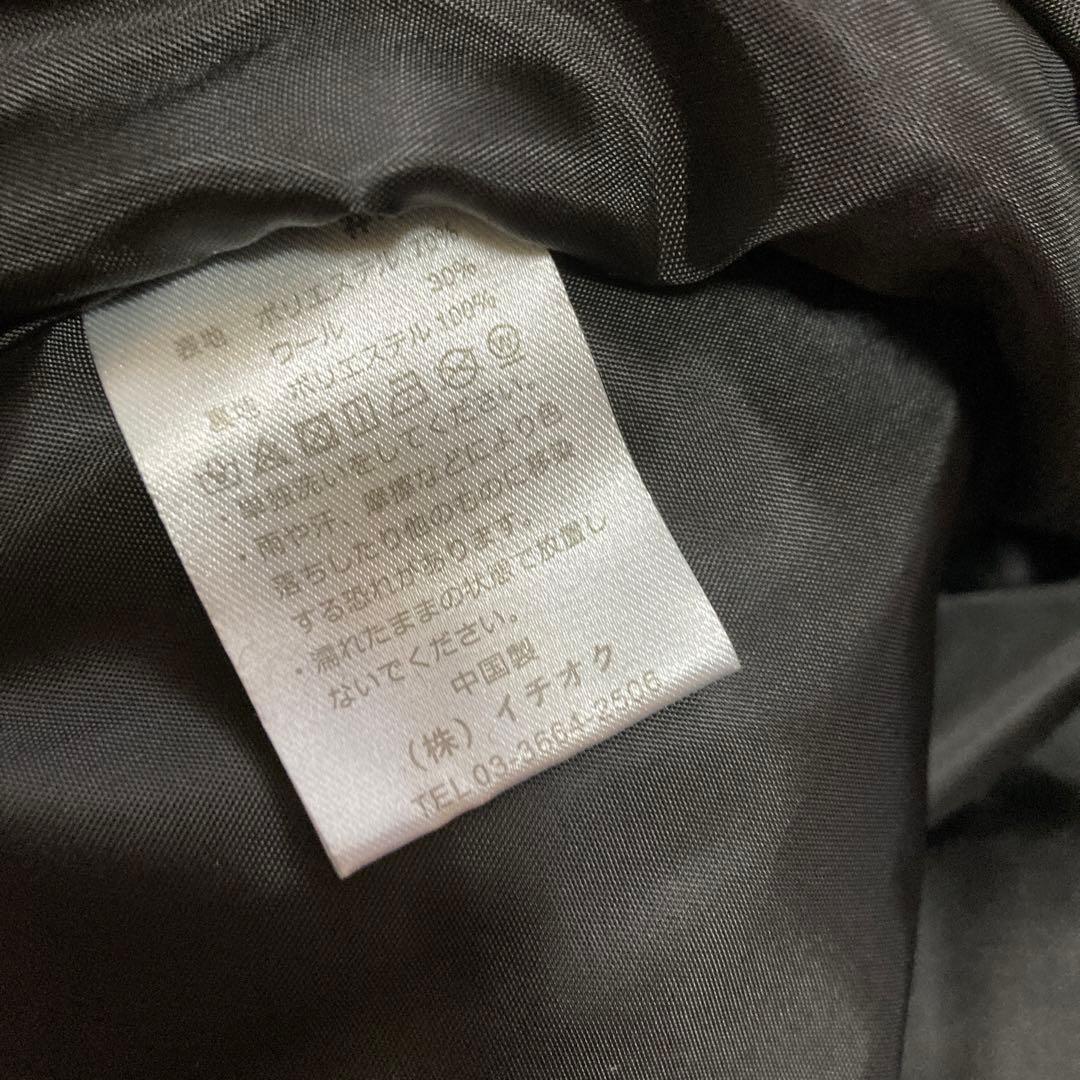 表地 ポリエステル 70%
ウール 30%
裏地 ポリエステル 100%
・単独洗いをしてください。
・雨や汗、摩擦などにより色
落ちしたり他のものに移染
する恐れがあります。
・濡れたままの状態で放置し
ないでください。
中国製
(株) イチオク
TEL 03-3664-2506